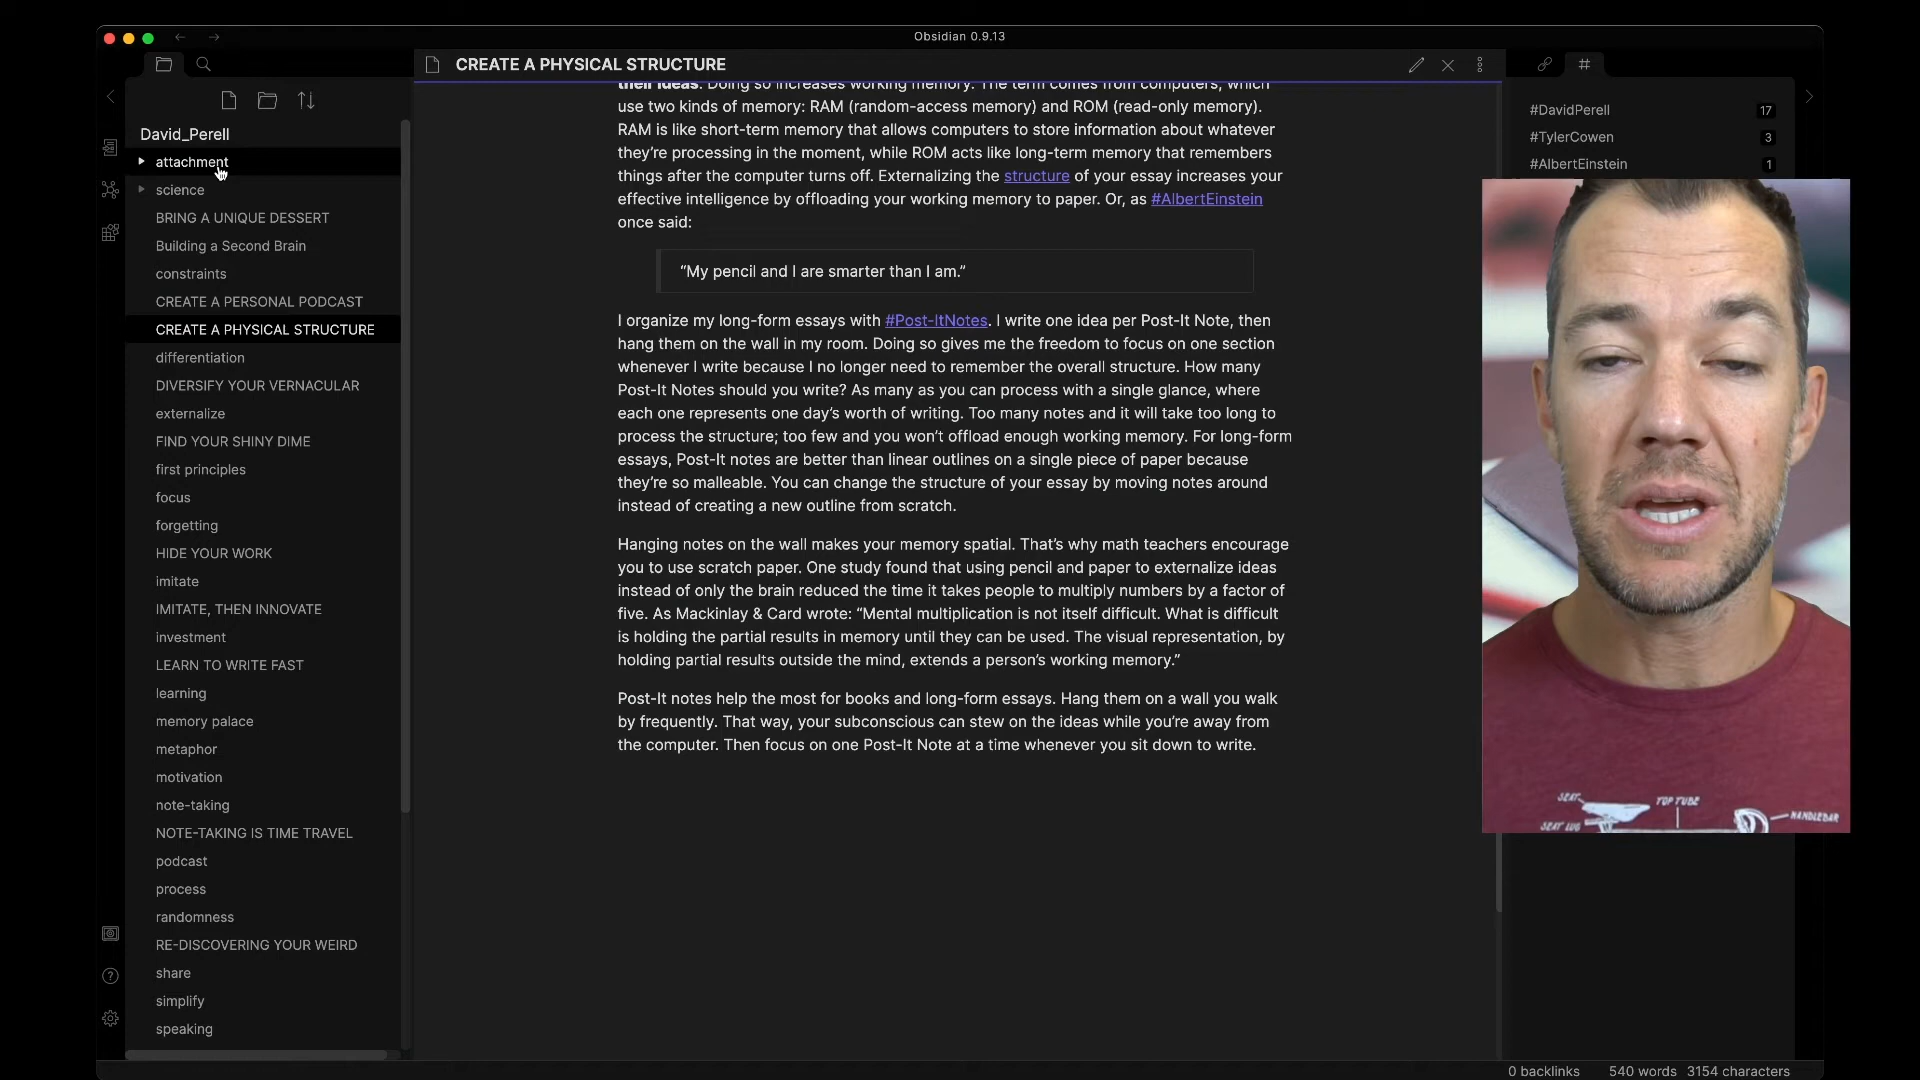 Obsidian 0.9.13
CREATE A PHYSICAL STRUCTURE
David_Perell
attachment
science
BRING A UNIQUE DESSERT
Building a Second Brain
constraints
CREATE A PERSONAL PODCAST
CREATE A PHYSICAL STRUCTURE
differentiation
DIVERSIFY YOUR VERNACULAR
externalize
FIND YOUR SHINY DIME
first principles
focus
forgetting
HIDE YOUR WORK
imitate
IMITATE, THEN INNOVATE
investment
LEARN TO WRITE FAST
learning
memory palace
metaphor
motivation
note-taking
NOTE-TAKING IS TIME TRAVEL
podcast
process
randomness
RE-DISCOVERING YOUR WEIRD
share
simplify
speaking
their ideas. Doing so increases working memory. The term comes from computers, which
use two kinds of memory: RAM (random-access memory) and ROM (read-only memory).
RAM is like short-term memory that allows computers to store information about whatever
they’re processing in the moment, while ROM acts like long-term memory that remembers
things after the computer turns off. Externalizing the structure of your essay increases your
effective intelligence by offloading your working memory to paper. Or, as #AlbertEinstein
once said:
“My pencil and I are smarter than I am.”
I organize my long-form essays with #Post-ItNotes. I write one idea per Post-It Note, then
hang them on the wall in my room. Doing so gives me the freedom to focus on one section
whenever I write because I no longer need to remember the overall structure. How many
Post-It Notes should you write? As many as you can process with a single glance, where
each one represents one day’s worth of writing. Too many notes and it will take too long to
process the structure; too few and you won’t offload enough working memory. For long-form
essays, Post-It notes are better than linear outlines on a single piece of paper because
they’re so malleable. You can change the structure of your essay by moving notes around
instead of creating a new outline from scratch.
Hanging notes on the wall makes your memory spatial. That’s why math teachers encourage
you to use scratch paper. One study found that using pencil and paper to externalize ideas
instead of only the brain reduced the time it takes people to multiply numbers by a factor of
five. As Mackinlay & Card wrote: “Mental multiplication is not itself difficult. What is difficult
is holding the partial results in memory until they can be used. The visual representation, by
holding partial results outside the mind, extends a person’s working memory.”
Post-It notes help the most for books and long-form essays. Hang them on a wall you walk
by frequently. That way, your subconscious can stew on the ideas while you’re away from
the computer. Then focus on one Post-It Note at a time whenever you sit down to write.
#DavidPerell 17
#TylerCowen 3
#AlbertEinstein 1
SEAT
TOP TUBE
SEAT LUG
HANDLEBAR
0 backlinks 540 words 3154 characters